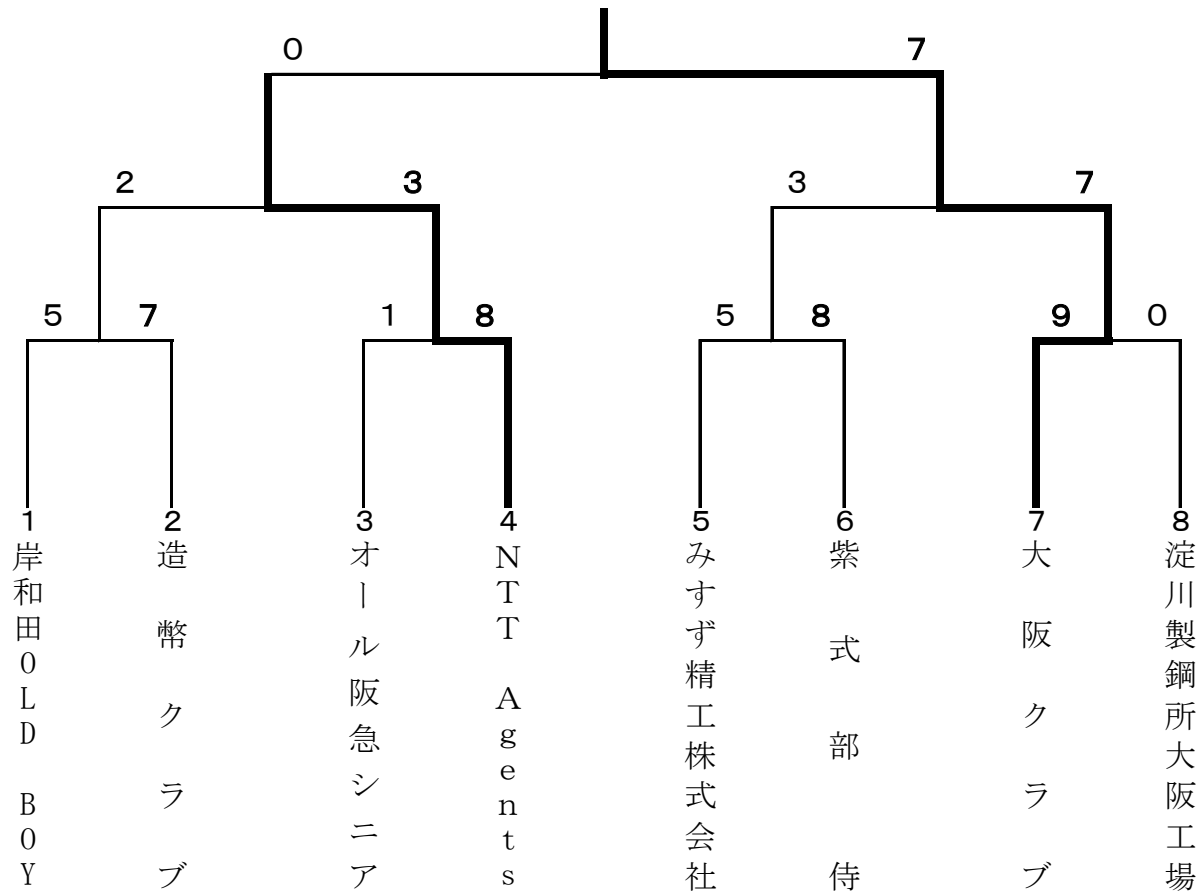 0 7
2 3 3 7
5 7 1 8 5 8 9 0
1 2 3 4 5 6 7 8
岸和田OLD BOY
造幣クラブ
オール阪急シニア
NTT Agents
みすず精工株式会社
紫式部侍
大阪クラブ
淀川製鋼所大阪工場